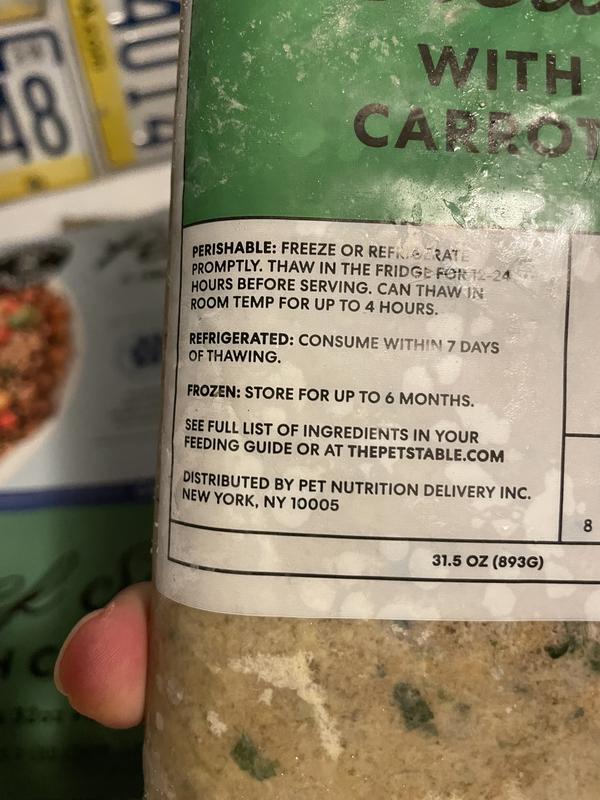 48
104
WITH
CARROT
PERISHABLE: FREEZE OR REFRIGERATE
PROMPTLY. THAW IN THE FRIDGE FOR 12-24
HOURS BEFORE SERVING. CAN THAW IN
ROOM TEMP FOR UP TO 4 HOURS.
REFRIGERATED: CONSUME WITHIN 7 DAYS
OF THAWING.
FROZEN: STORE FOR UP TO 6 MONTHS.
SEE FULL LIST OF INGREDIENTS IN YOUR
FEEDING GUIDE OR AT THEPETSTABLE.COM
DISTRIBUTED BY PET NUTRITION DELIVERY INC.
NEW YORK, NY 10005
8
31.5 OZ (893G)